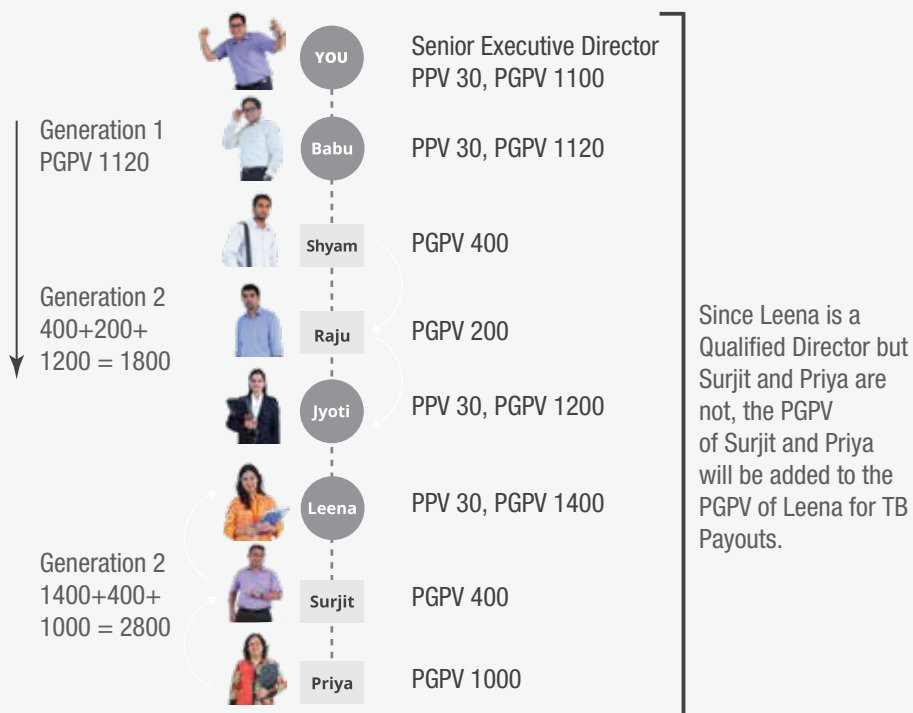 YOU
Senior Executive Director
PPV 30, PGPV 1100
Generation 1
PGPV 1120
Babu
PPV 30, PGPV 1120
Shyam
PGPV 400
Generation 2
400+200+
1200 = 1800
Raju
PGPV 200
Jyoti
PPV 30, PGPV 1200
Leena
PPV 30, PGPV 1400
Generation 2
1400+400+
1000 = 2800
Surjit
PGPV 400
Priya
PGPV 1000
Since Leena is a
Qualified Director but
Surjit and Priya are
not, the PGPV
of Surjit and Priya
will be added to the
PGPV of Leena for TB
Payouts.